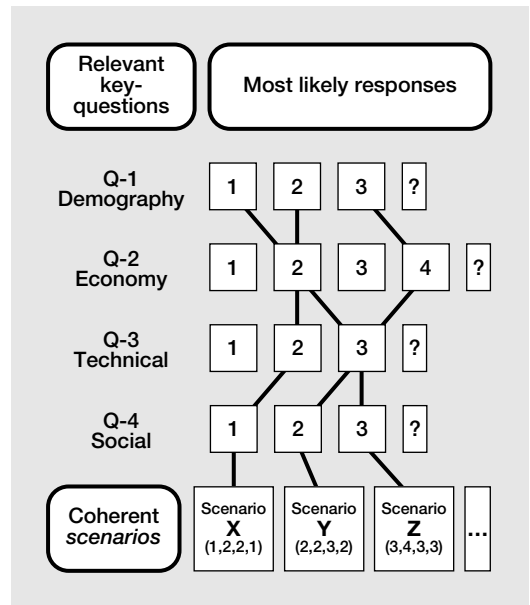 Relevant
key-
questions
Most likely responses
Q-1
Demography
1 2 3 ?
Q-2
Economy
1 2 3 4 ?
Q-3
Technical
1 2 3 ?
Q-4
Social
1 2 3 ?
Coherent
scenarios
Scenario
X
(1,2,2,1)
Scenario
Y
(2,2,3,2)
Scenario
Z
(3,4,3,3)
...